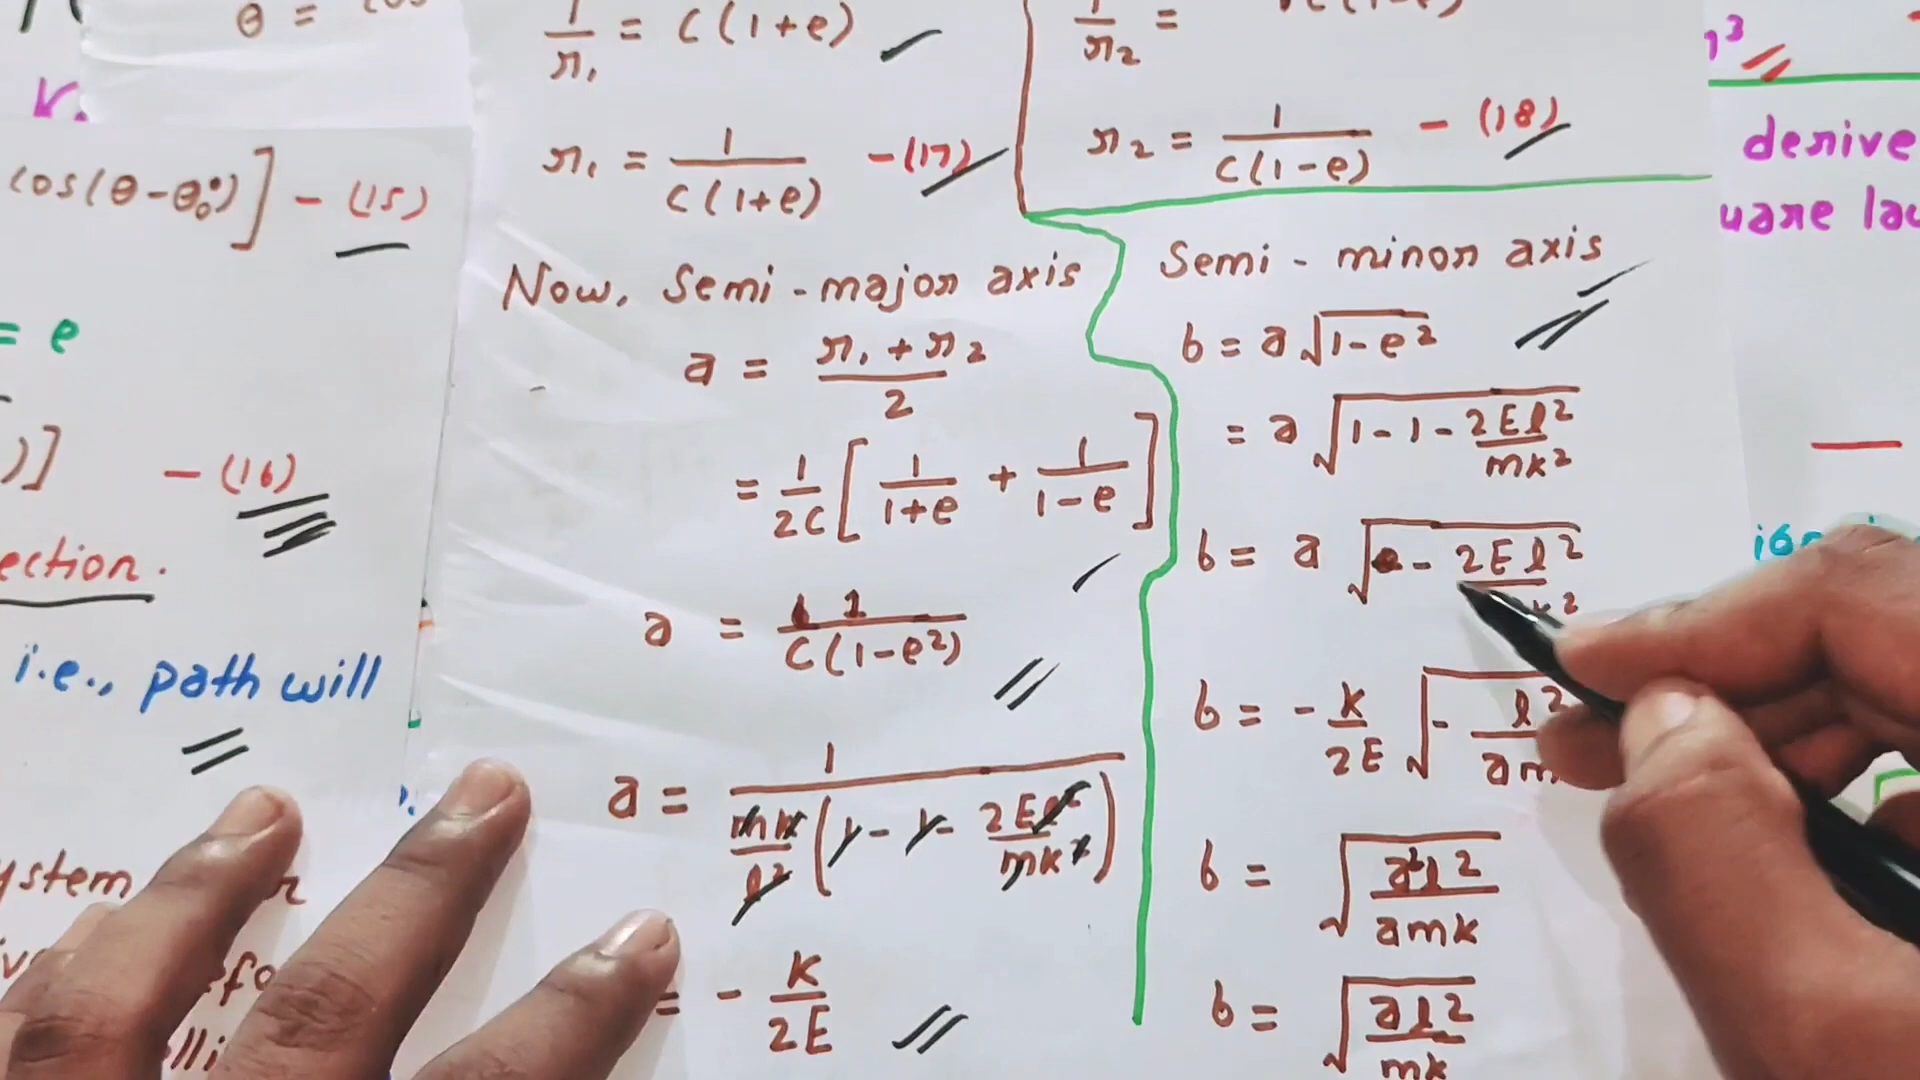 θ =
cos(θ-θ₀°)] - (15)
= e
)] - (16)
ection.
i.e., path will
ystem
1/r₁ = C(1+e)
r₁ = 1/C(1+e) - (17)
1/r₂ =
r₂ = 1/C(1-e) - (18)
Now, Semi-major axis
a = r₁+r₂/2
= 1/2C [1/1+e + 1/1-e]
a = 1/C(1-e²)
a = 1/mk/l² (1-1-2El²/mk²)
= -k/2E
Semi-minor axis
b = a√1-e²
= a√1-1-2El²/mk²
b = a√-2El²
b = -k/2E √-l²/am
b = √a²l²/amk
b = √al²/mk
derive
uare law